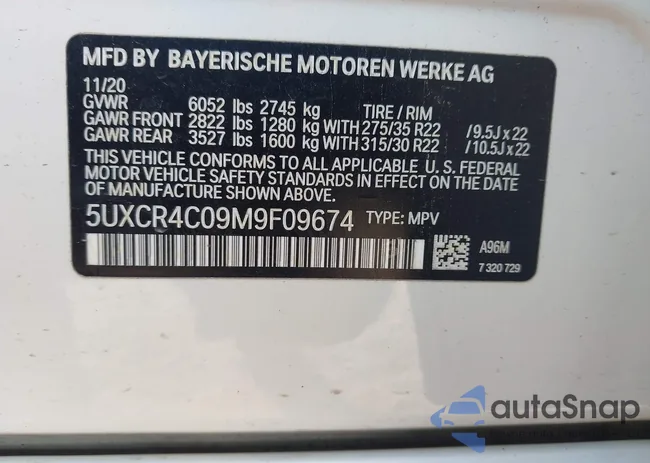 MFD BY BAYERISCHE MOTOREN WERKE AG
11/20
GVWR 6052 lbs 2745 kg TIRE / RIM
GAWR FRONT 2822 lbs 1280 kg WITH 275/35 R22 /9.5J x 22
GAWR REAR 3527 lbs 1600 kg WITH 315/30 R22 /10.5J x 22
THIS VEHICLE CONFORMS TO ALL APPLICABLE U. S. FEDERAL
MOTOR VEHICLE SAFETY STANDARDS IN EFFECT ON THE DATE
OF MANUFACTURE SHOWN ABOVE.
5UXCR4C09M9F09674 TYPE: MPV
A96M
7 320 729
autoSnap